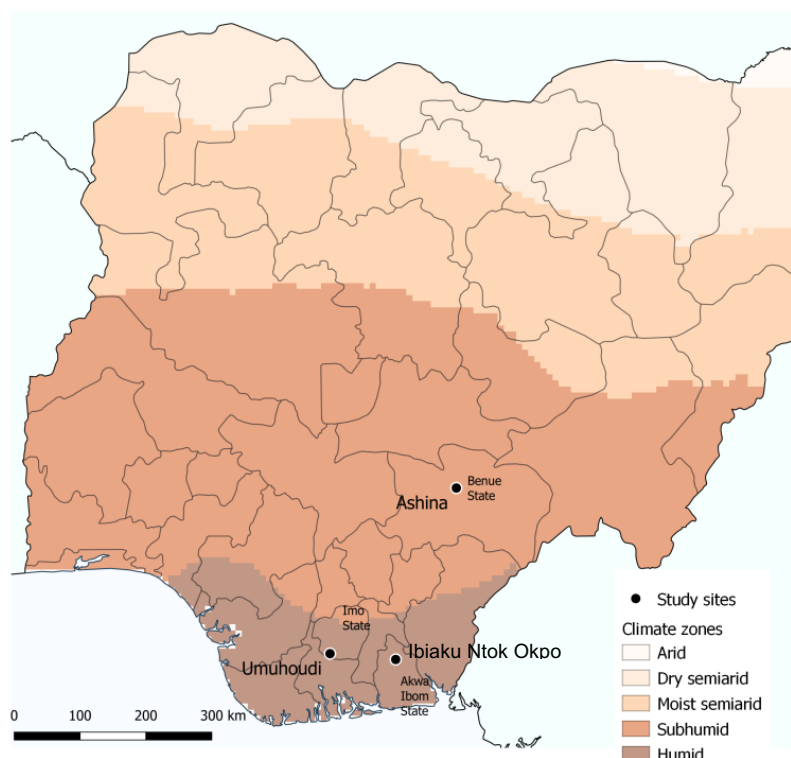 Benue
State
Ashina
Imo
State
Ibiaku Ntok Okpo
Umuhoudi
Akwa
Ibom
State
0 100 200 300 km
Study sites
Climate zones
Arid
Dry semiarid
Moist semiarid
Subhumid
Humid